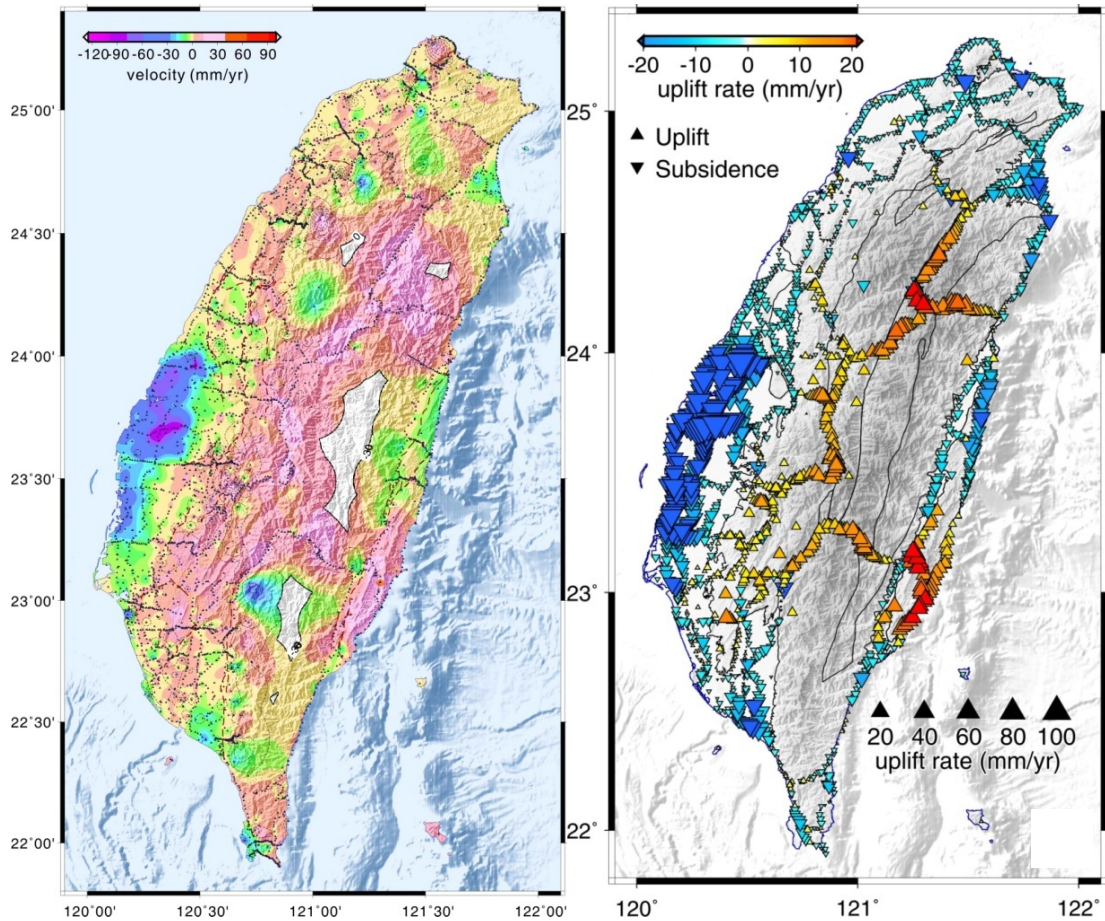 -120 -90 -60 -30 0 30 60 90
velocity (mm/yr)
25°00'
24°30'
24°00'
23°30'
23°00'
22°30'
22°00'
120°00' 120°30' 121°00' 121°30' 122°00'
-20 -10 0 10 20
uplift rate (mm/yr)
Uplift
Subsidence
25°
24°
23°
22°
20 40 60 80 100
uplift rate (mm/yr)
120° 121° 122°